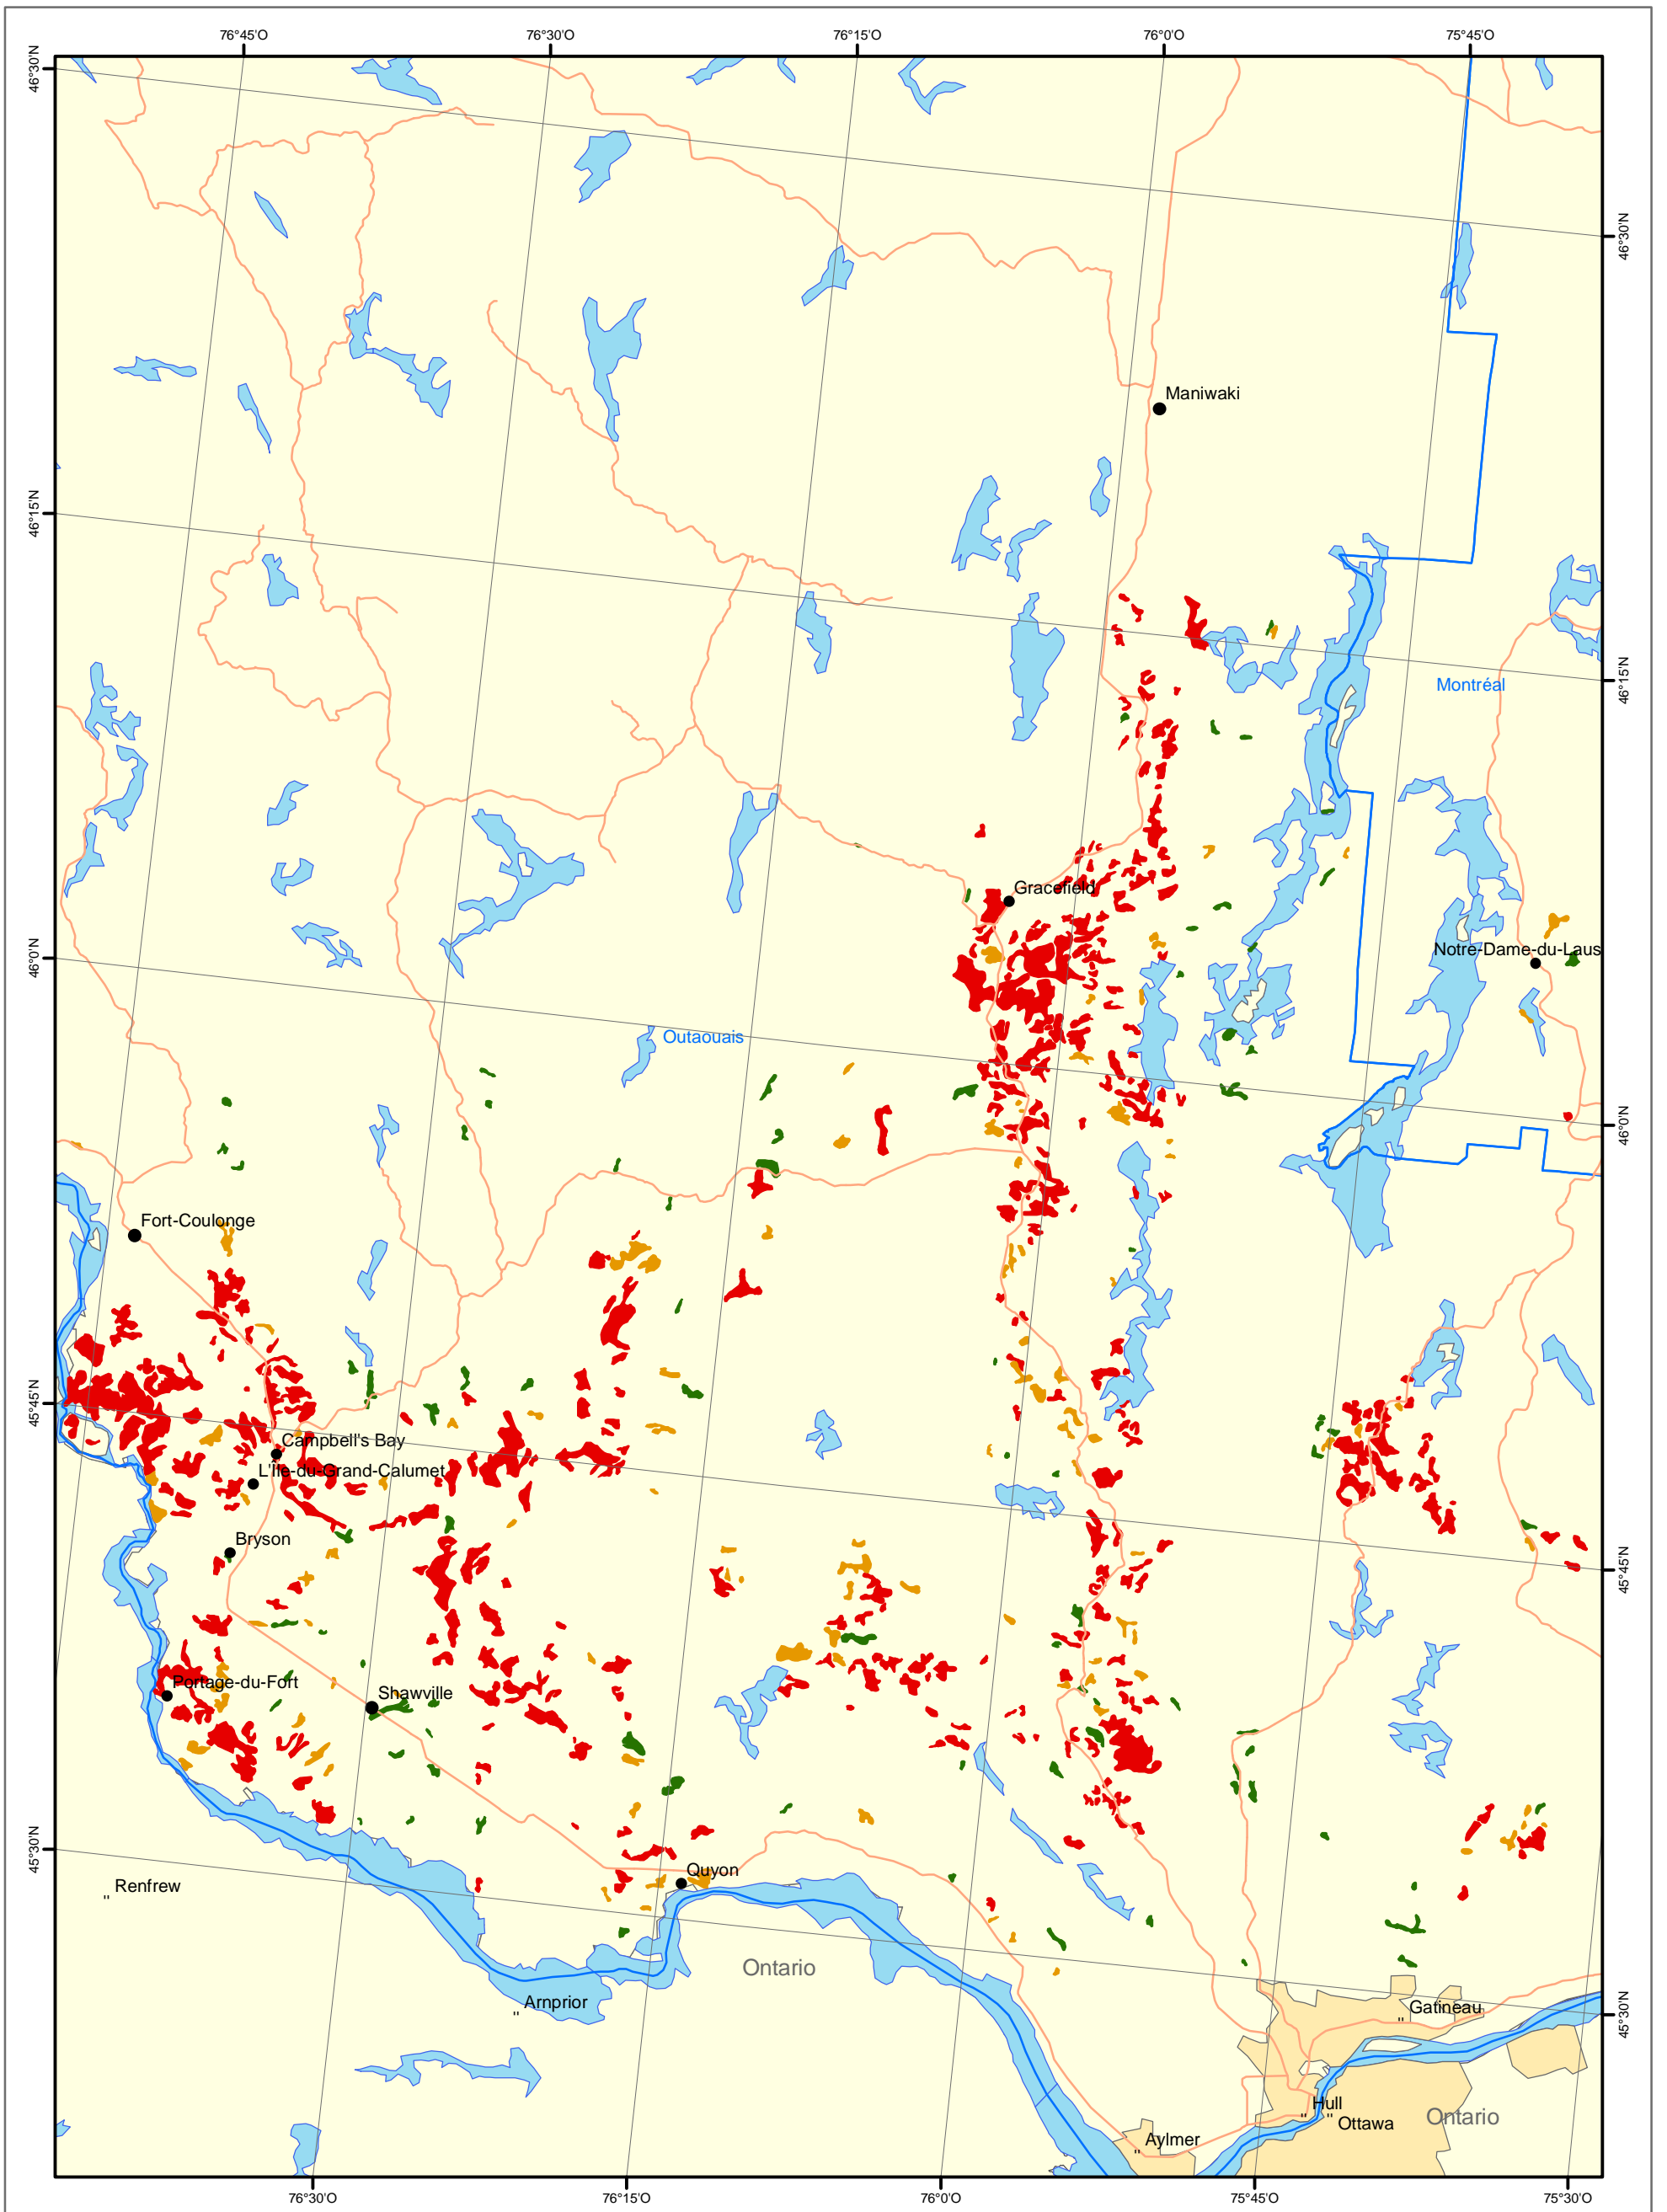 76°45'O
76°30'O
76°15'O
76°0'O
75°45'O
46°30'N
46°30'N
Maniwaki
46°15'N
46°15'N
Montréal
Gracefield
Notre-Dame-du-Laus
46°0'N
Outaouais
46°0'N
Fort-Coulonge
45°45'N
Campbell's Bay
L'Île-du-Grand-Calumet
Bryson
45°45'N
Portage-du-Fort
Shawville
45°30'N
Quyon
Renfrew
Ontario
Arnprior
Gatineau
45°30'N
Hull
Ontario
Ottawa
Aylmer
76°30'O
76°15'O
76°0'O
75°45'O
75°30'O